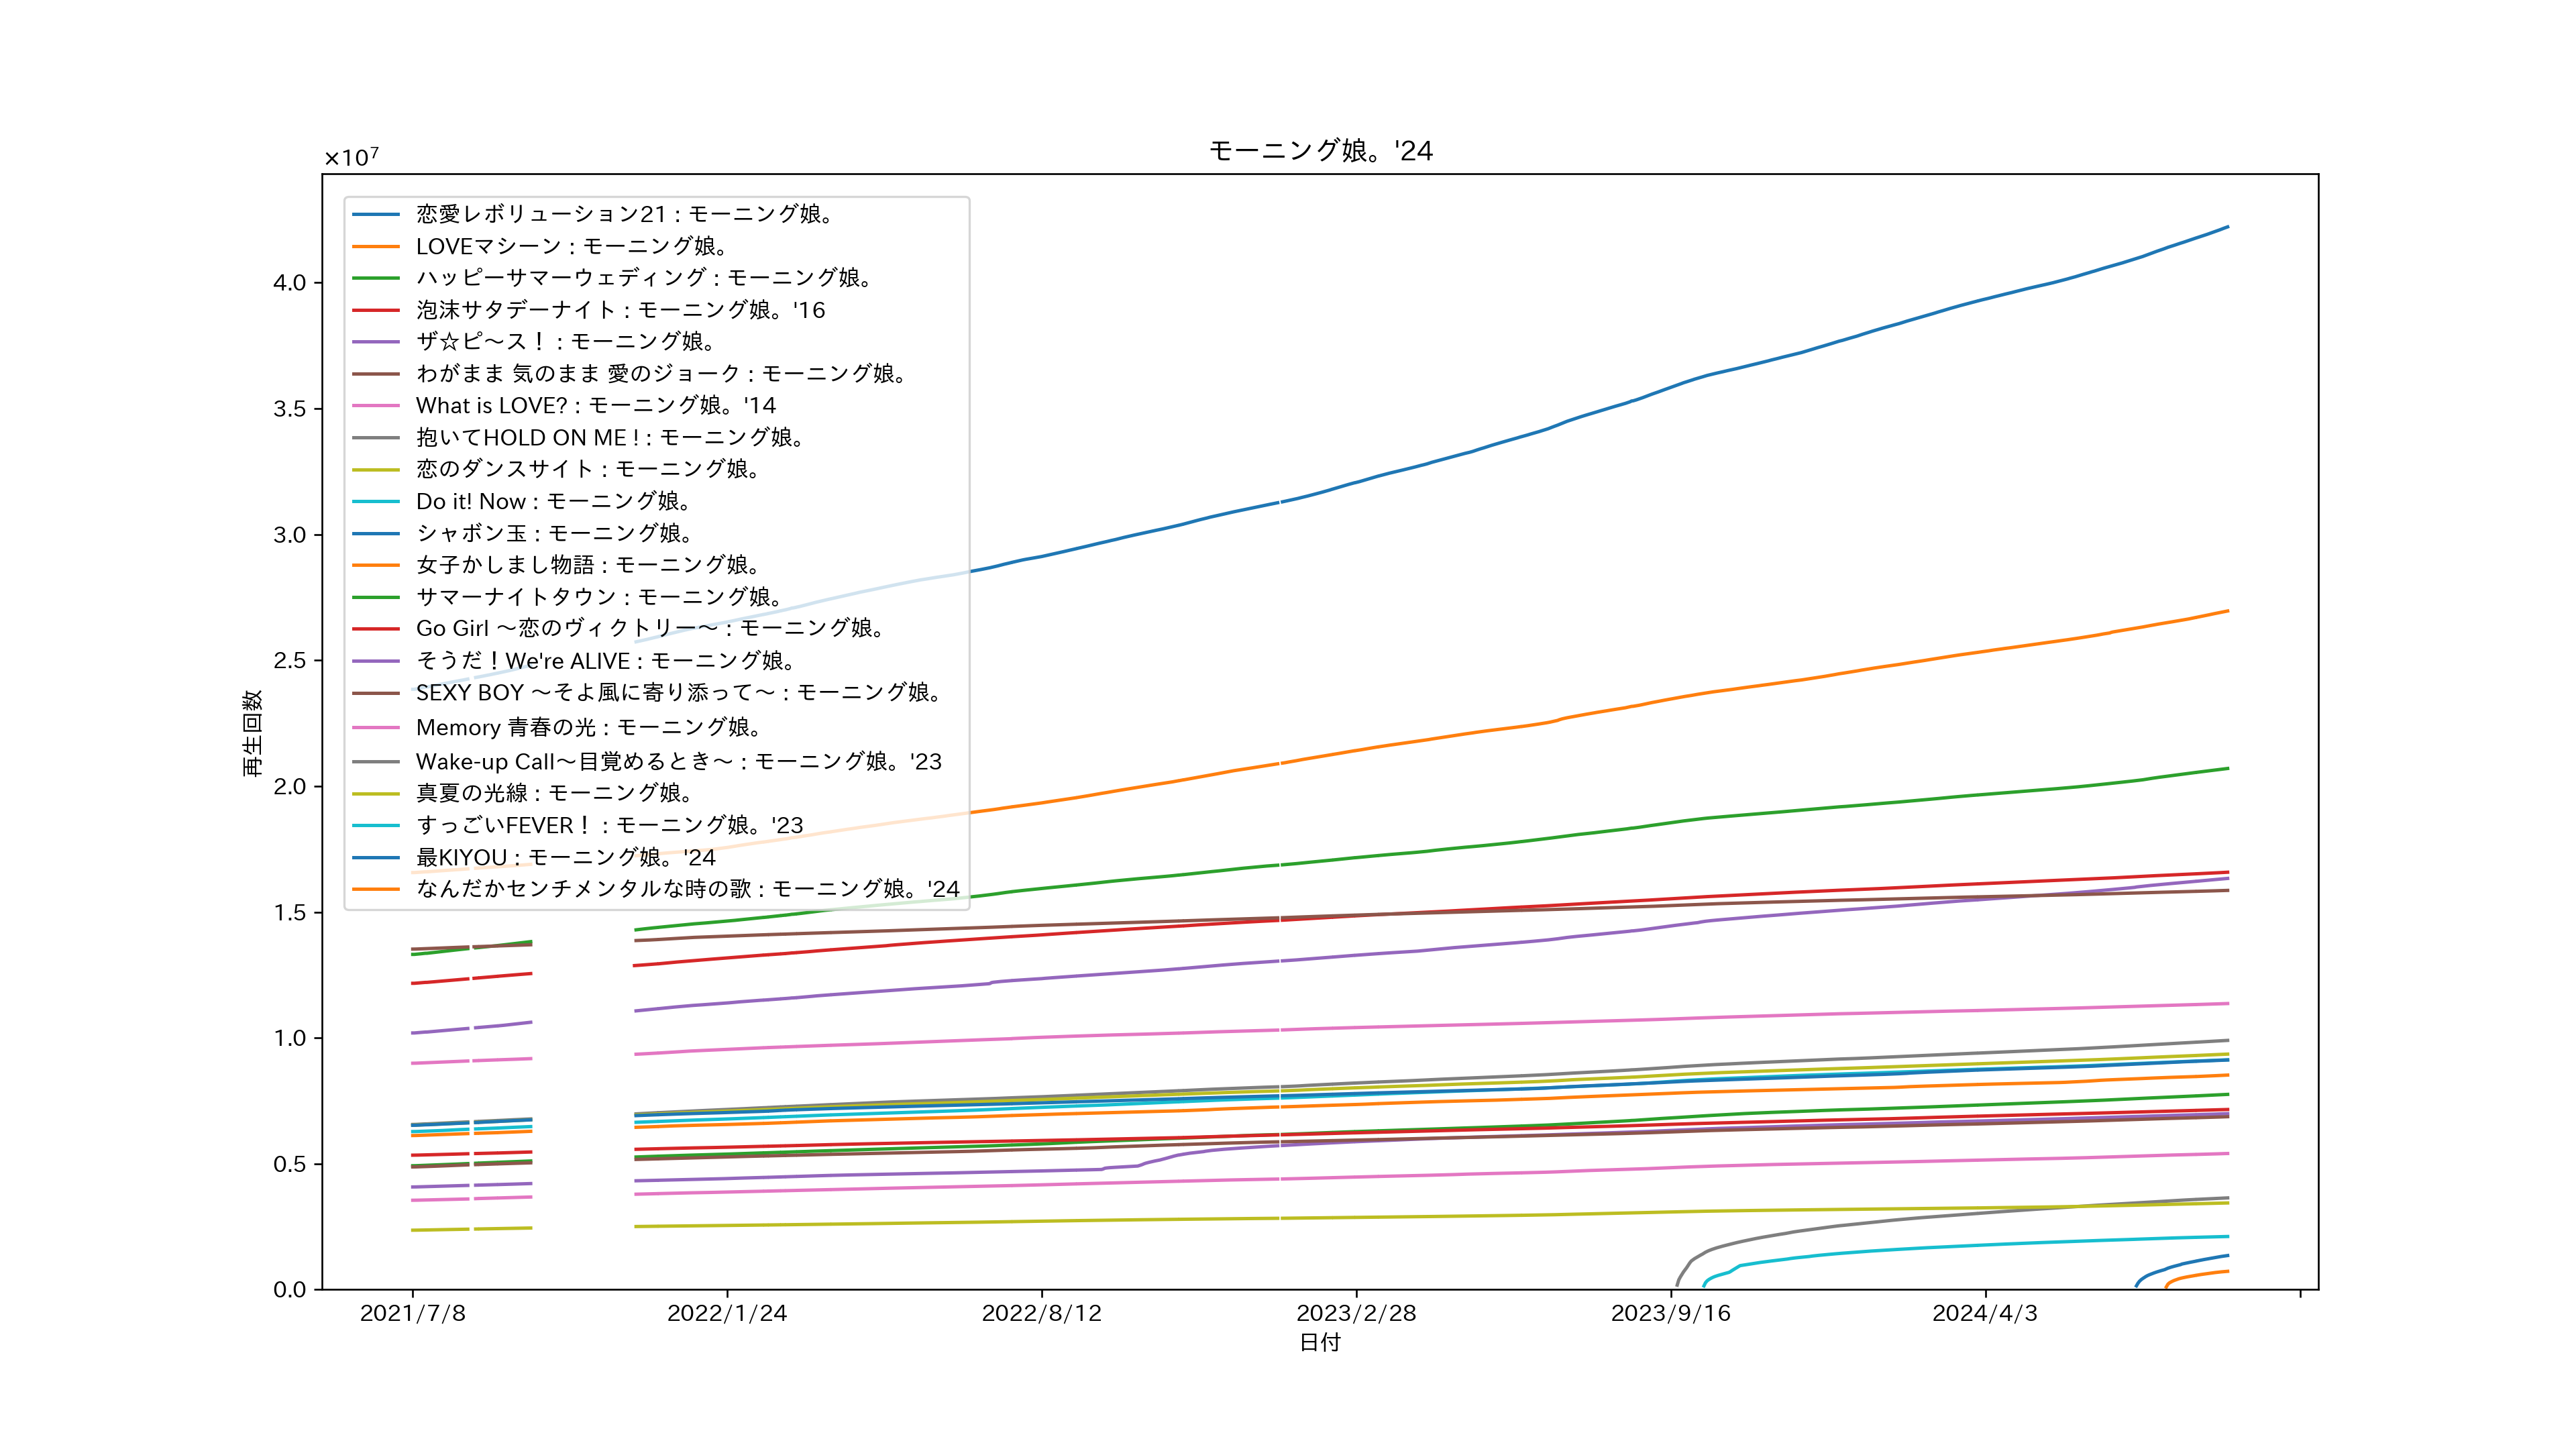 モーニング娘。'24
×10⁷
恋愛レボリューション21 : モーニング娘。
LOVEマシーン : モーニング娘。
ハッピーサマーウェディング : モーニング娘。
泡沫サタデーナイト : モーニング娘。'16
ザ☆ピ〜ス！ : モーニング娘。
わがまま 気のまま 愛のジョーク : モーニング娘。
What is LOVE? : モーニング娘。'14
抱いてHOLD ON ME ! : モーニング娘。
恋のダンスサイト : モーニング娘。
Do it! Now : モーニング娘。
シャボン玉 : モーニング娘。
女子かしまし物語 : モーニング娘。
サマーナイトタウン : モーニング娘。
Go Girl 〜恋のヴィクトリー〜 : モーニング娘。
そうだ！We're ALIVE : モーニング娘。
SEXY BOY 〜そよ風に寄り添って〜 : モーニング娘。
Memory 青春の光 : モーニング娘。
Wake-up Call〜目覚めるとき〜 : モーニング娘。'23
真夏の光線 : モーニング娘。
すっごいFEVER！ : モーニング娘。'23
最KIYOU : モーニング娘。'24
なんだかセンチメンタルな時の歌 : モーニング娘。'24
4.0
3.5
3.0
2.5
2.0
1.5
1.0
0.5
0.0
再生回数
2021/7/8 2022/1/24 2022/8/12 2023/2/28 2023/9/16 2024/4/3
日付